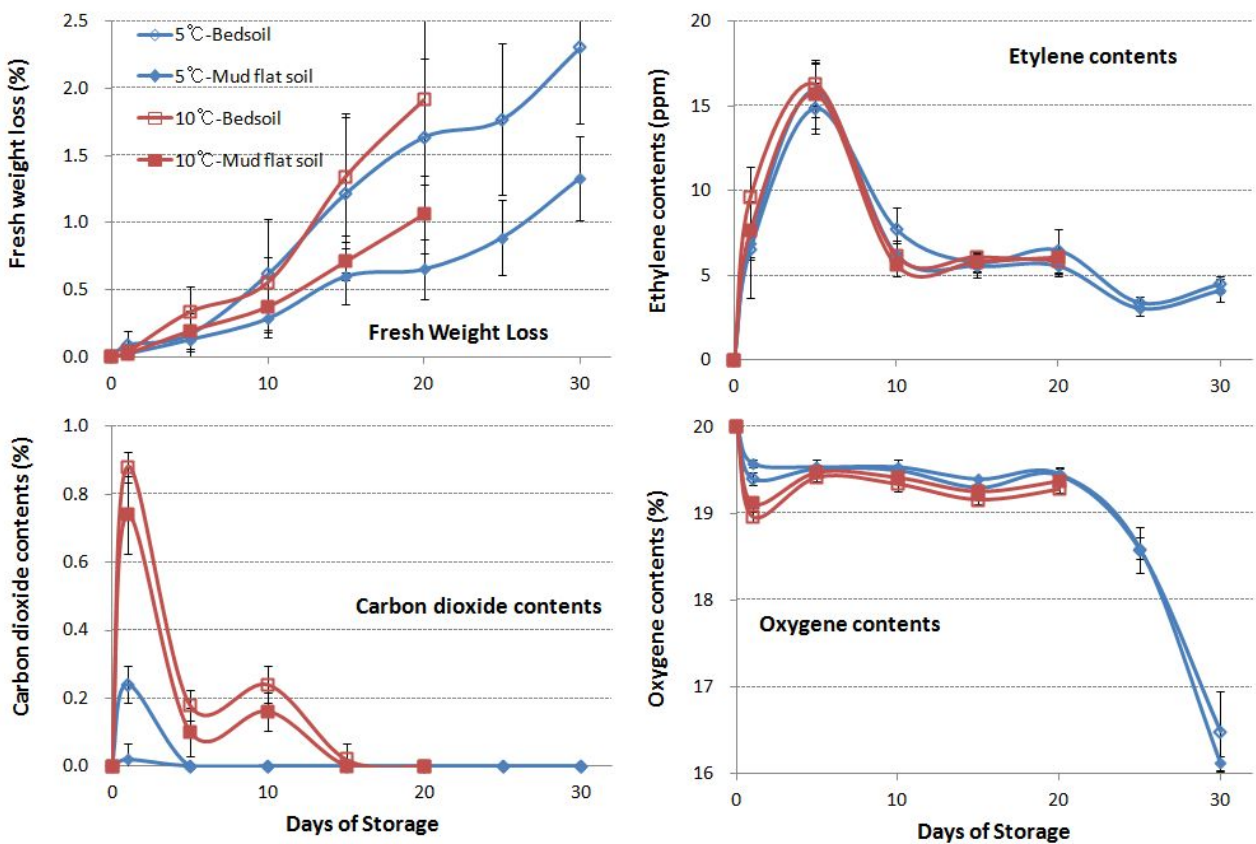 Fresh weight loss (%)
2.5
2.0
1.5
1.0
0.5
0.0
5℃-Bedsoil
5℃-Mud flat soil
10℃-Bedsoil
10℃-Mud flat soil
Fresh Weight Loss
0
10
20
30
Ethylene contents (ppm)
20
15
10
5
0
Etylene contents
0
10
20
30
Carbon dioxide contents (%)
1.0
0.8
0.6
0.4
0.2
0.0
Carbon dioxide contents
0
10
20
30
Days of Storage
Oxygene contents (%)
20
19
18
17
16
Oxygene contents
0
10
20
30
Days of Storage